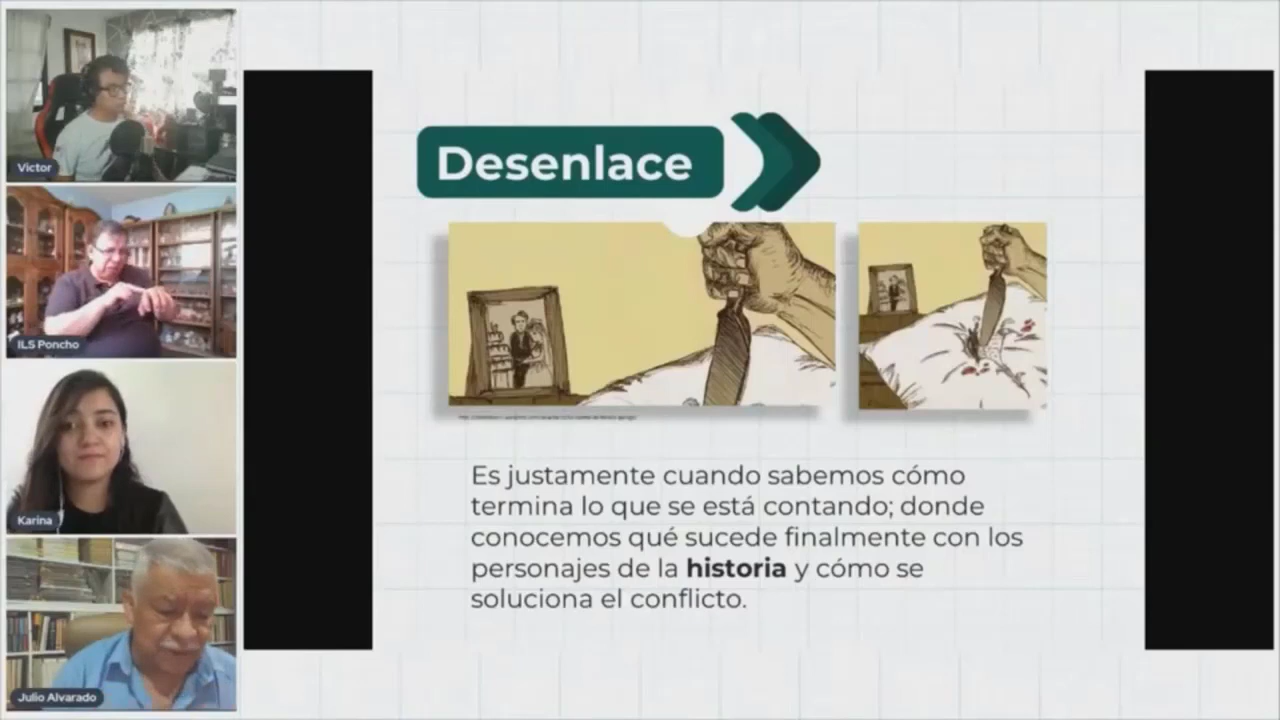 Victor
ILS Poncho
Karina
Julio Alvarado
Desenlace
Es justamente cuando sabemos cómo
termina lo que se está contando; donde
conocemos qué sucede finalmente con los
personajes de la historia y cómo se
soluciona el conflicto.